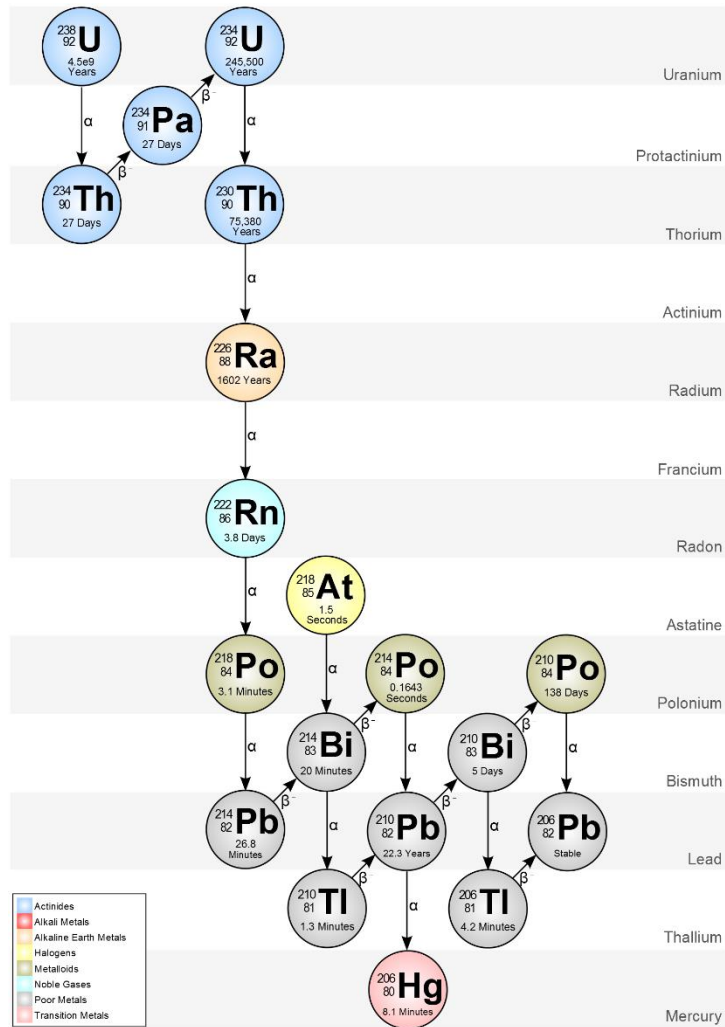 238
92
U
4.5e9
Years
234
92
U
245,500
Years
Uranium
α
β⁻
α
234
91
Pa
27 Days
Protactinium
β⁻
234
90
Th
27 Days
230
90
Th
75,380
Years
Thorium
α
Actinium
226
88
Ra
1602 Years
Radium
α
Francium
222
86
Rn
3.8 Days
Radon
α
218
85
At
1.5
Seconds
Astatine
218
84
Po
3.1 Minutes
α
214
84
Po
0.1643
Seconds
210
84
Po
138 Days
Polonium
β⁻
β
α
214
83
Bi
20 Minutes
α
210
83
Bi
5 Days
α
Bismuth
β⁻
β⁻
214
82
Pb
26.8
Minutes
α
210
82
Pb
22.3 Years
α
206
82
Pb
Stable
Lead
β⁻
β⁻
210
81
Tl
1.3 Minutes
α
206
81
Tl
4.2 Minutes
Thallium
206
80
Hg
8.1 Minutes
Mercury
Actinides
Alkali Metals
Alkaline Earth Metals
Halogens
Metalloids
Noble Gases
Poor Metals
Transition Metals